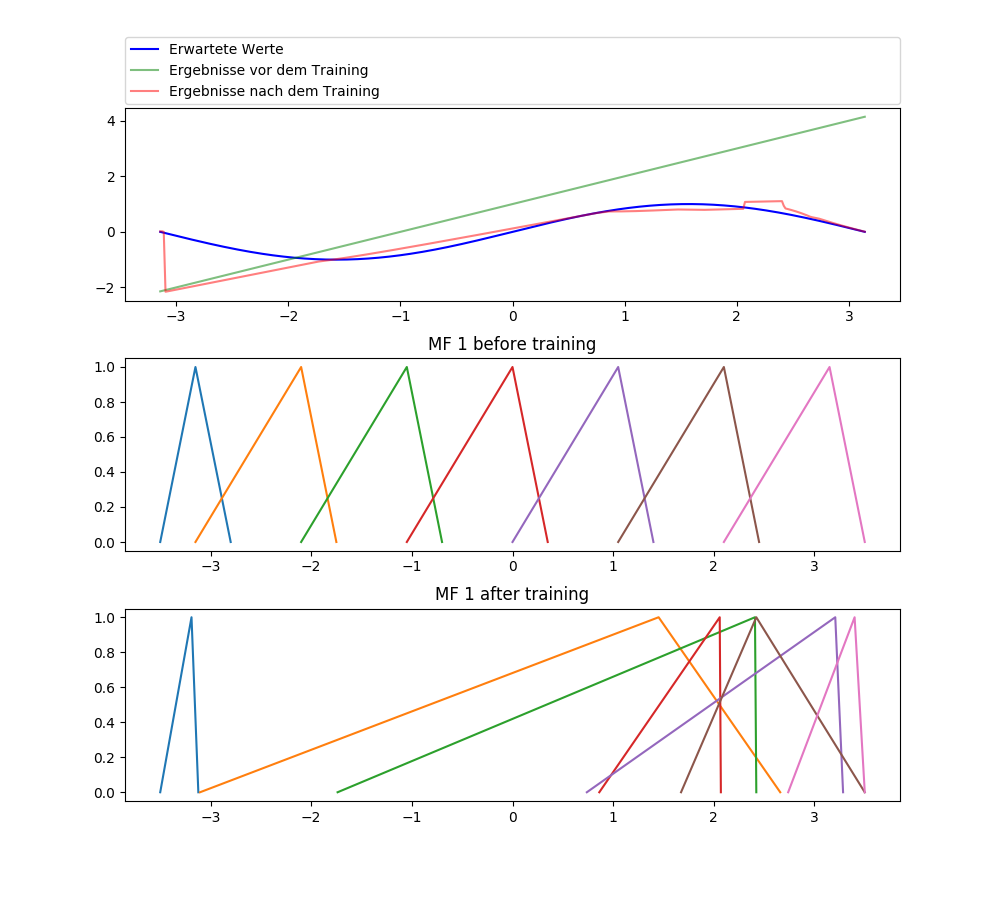 Erwartete Werte
Ergebnisse vor dem Training
Ergebnisse nach dem Training
4
2
0
−2
−3 −2 −1 0 1 2 3
MF 1 before training
1.0
0.8
0.6
0.4
0.2
0.0
−3 −2 −1 0 1 2 3
MF 1 after training
1.0
0.8
0.6
0.4
0.2
0.0
−3 −2 −1 0 1 2 3